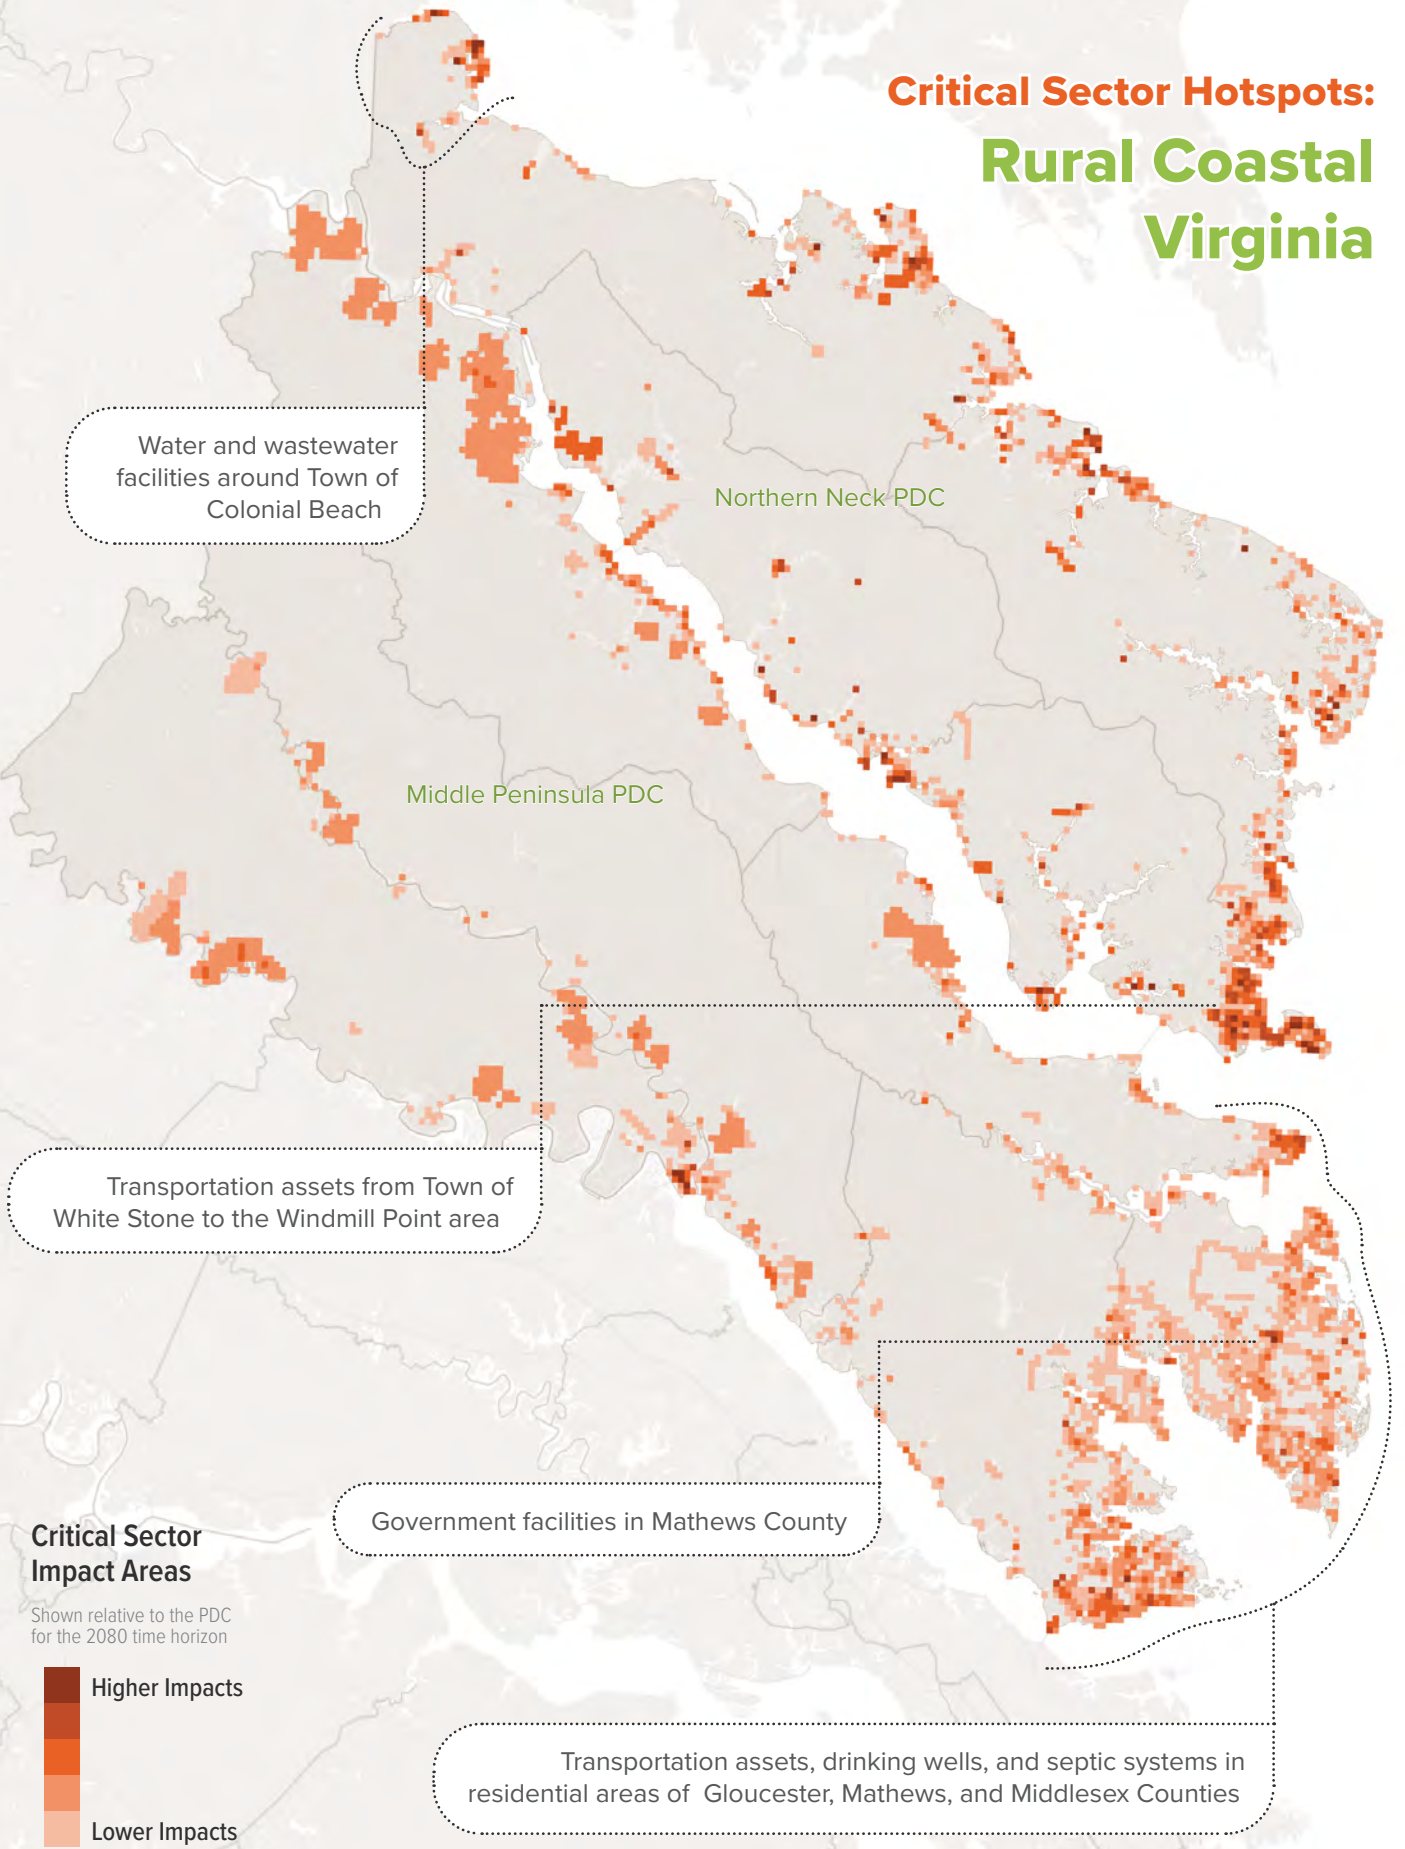 Critical Sector Hotspots:
Rural Coastal
Virginia
Water and wastewater
facilities around Town of
Colonial Beach
Northern Neck PDC
Middle Peninsula PDC
Transportation assets from Town of
White Stone to the Windmill Point area
Government facilities in Mathews County
Critical Sector
Impact Areas
Shown relative to the PDC
for the 2080 time horizon
Higher Impacts
Lower Impacts
Transportation assets, drinking wells, and septic systems in
residential areas of Gloucester, Mathews, and Middlesex Counties